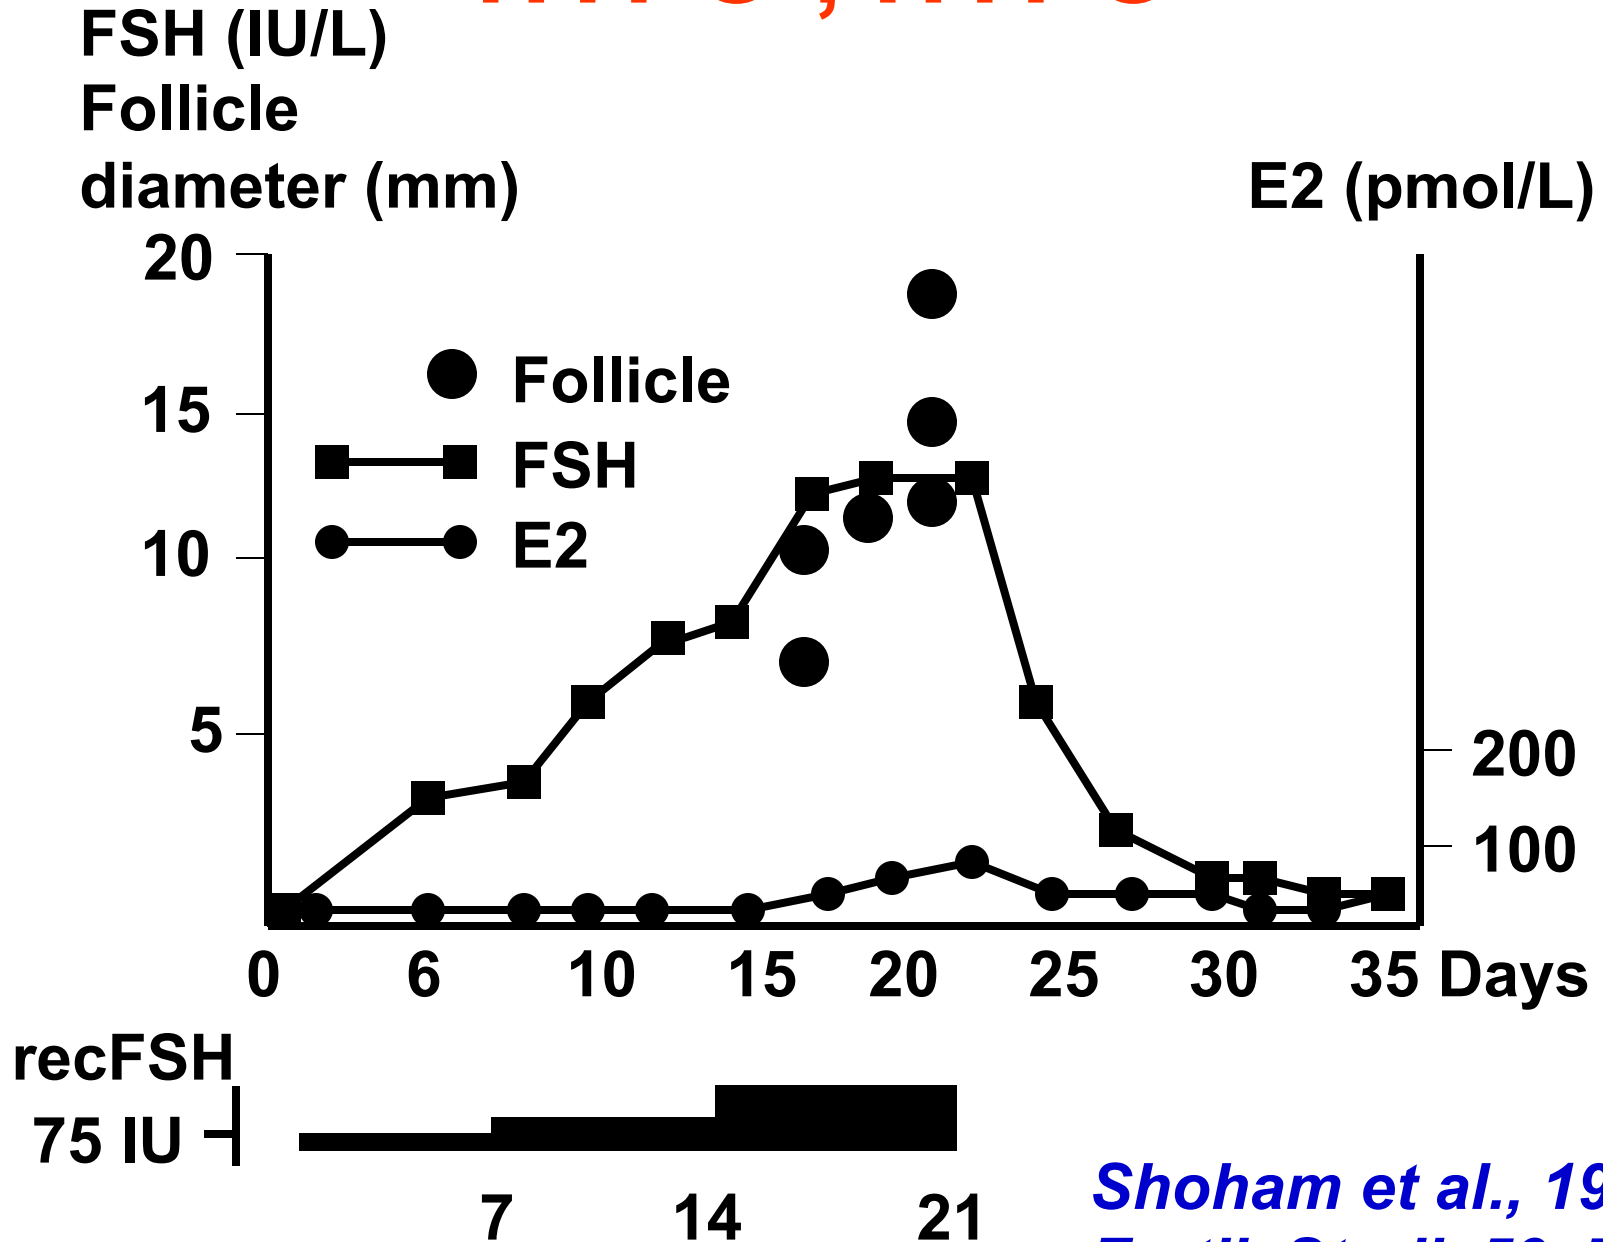 FSH (IU/L)
Follicle
diameter (mm)
E2 (pmol/L)
20
15
10
5
Follicle
FSH
E2
200
100
0 6 10 15 20 25 30 35 Days
recFSH
75 IU
7 14 21
Shoham et al., 19